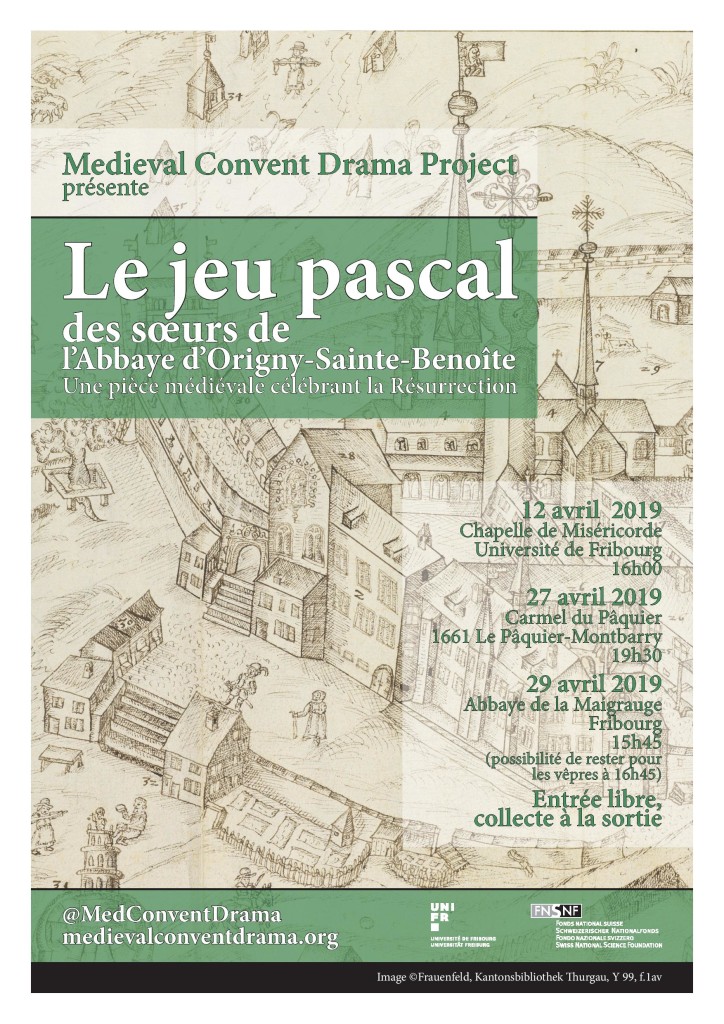 Medieval Convent Drama Project
présente
Le jeu pascal
des sœurs de
l'Abbaye d'Origny-Sainte-Benoîte
Une pièce médiévale célébrant la Résurrection
12 avril 2019
Chapelle de Miséricorde
Université de Fribourg
16h00
27 avril 2019
Carmel du Pâquier
1661 Le Pâquier-Montbarry
19h30
29 avril 2019
Abbaye de la Maigrauge
Fribourg
15h45
(possibilité de rester pour
les vêpres à 16h45)
Entrée libre,
collecte à la sortie
@MedConventDrama
medievalconventdrama.org
UNI
FR
UNIVERSITÉ DE FRIBOURG
UNIVERSITÄT FREIBURG
FNSNF
FONDS NATIONAL SUISSE
SCHWEIZERISCHER NATIONALFONDS
FONDO NAZIONALE SVIZZERO
SWISS NATIONAL SCIENCE FOUNDATION
Image ©Frauenfeld, Kantonsbibliothek Thurgau, Y 99, f.1av